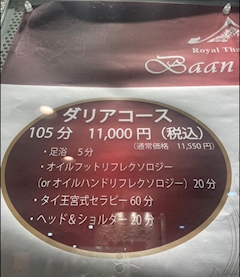 Royal Tha
Baan
ダリアコース
105分 11,000円(税込)
(通常価格 11,550円)
・足浴 5分
・オイルフットリフレクソロジー
(orオイルハンドリフレクソロジー) 20分
・タイ王宮式セラピー 60分
・ヘッド&ショルダー 20分